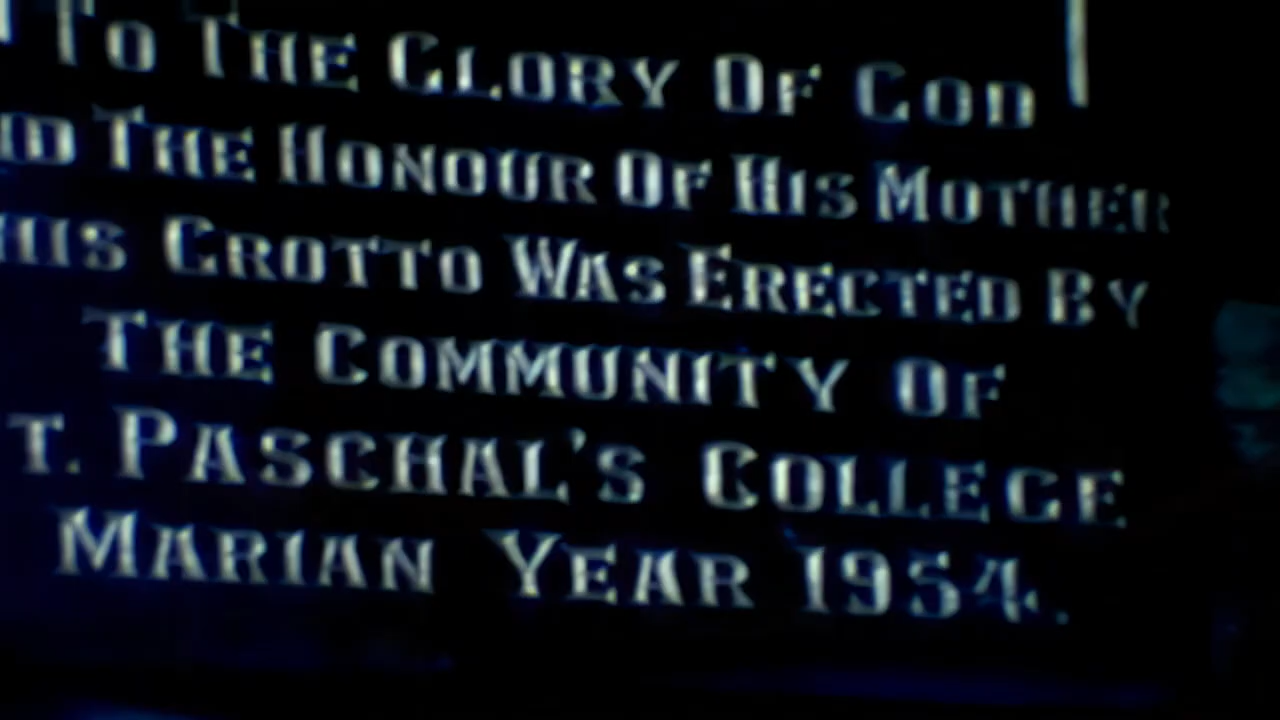 To The Glory Of God
The Honour Of His Mother
Grotto Was Erected By
The Community Of
t. Paschal's College
Marian Year 1954.